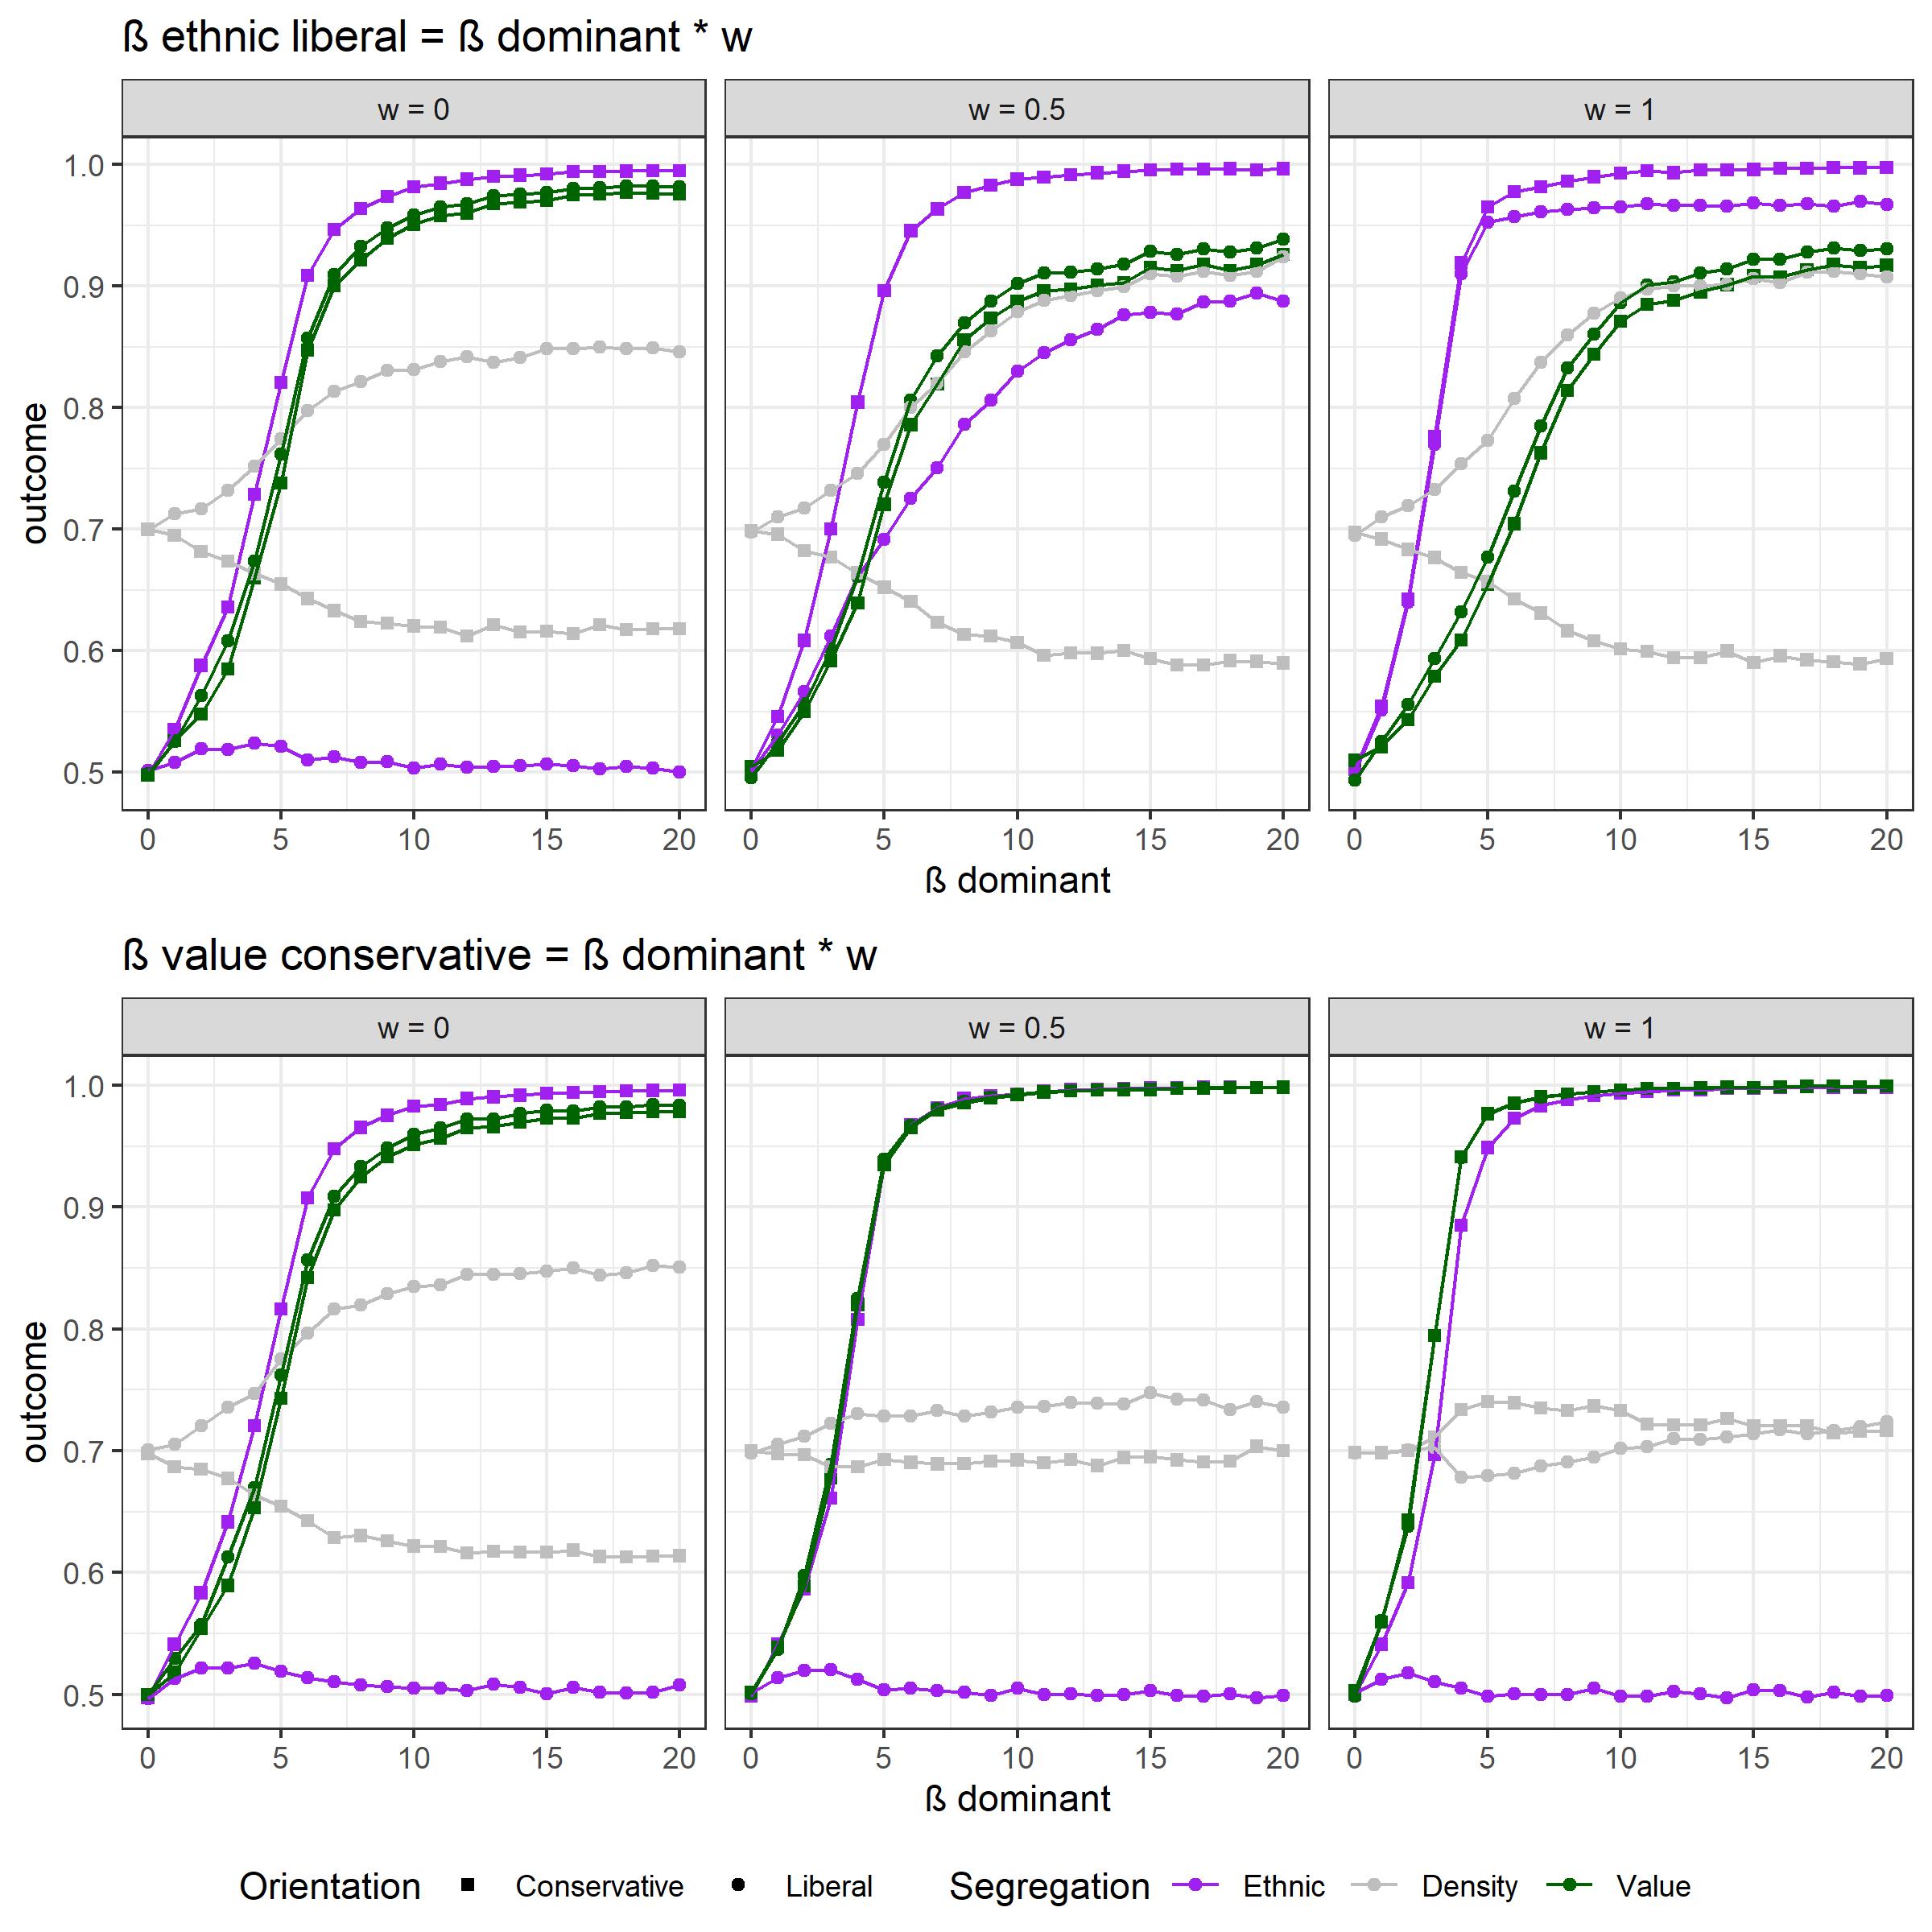 ß ethnic liberal = ß dominant * w
w = 0 w = 0.5 w = 1
1.0
0.9
0.8
0.7
0.6
0.5
outcome
0 5 10 15 20 0 5 10 15 20 0 5 10 15 20
ß dominant
ß value conservative = ß dominant * w
w = 0 w = 0.5 w = 1
1.0
0.9
0.8
0.7
0.6
0.5
outcome
0 5 10 15 20 0 5 10 15 20 0 5 10 15 20
ß dominant
Orientation Conservative Liberal Segregation Ethnic Density Value